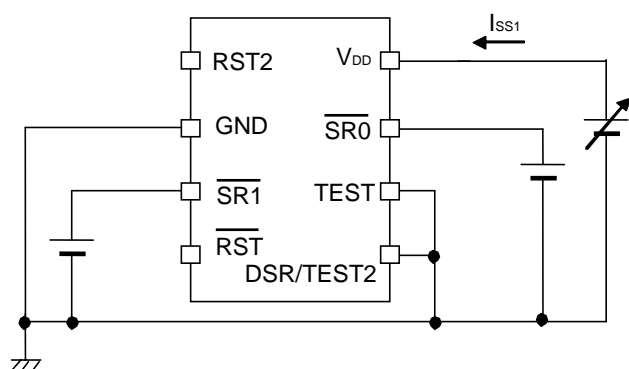 ISS1
RST2
VDD
GND
SR0
SR1
TEST
RST
DSR/TEST2